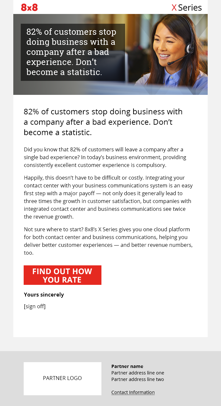 8x8
X Series
82% of customers stop
doing business with a
company after a bad
experience. Don't
become a statistic.
82% of customers stop doing business with
a company after a bad experience. Don't
become a statistic.
Did you know that 82% of customers will leave a company after a
single bad experience? In today's business environment, providing
consistently excellent customer experience is compulsory.
Happily, this doesn't have to be difficult or costly. Integrating your
contact center with your business communications system is an easy
first step with a major payoff — not only does it generally lead to
three times the growth in customer satisfaction, but companies with
integrated contact center and business communications see twice
the revenue growth.
Not sure where to start? 8x8's X Series gives you one cloud platform
for both contact center and business communications, helping you
deliver better customer experiences — and better revenue numbers,
too.
FIND OUT HOW
YOU RATE
Yours sincerely
[sign off]
PARTNER LOGO
Partner name
Partner address line one
Partner address line two
Contact Information